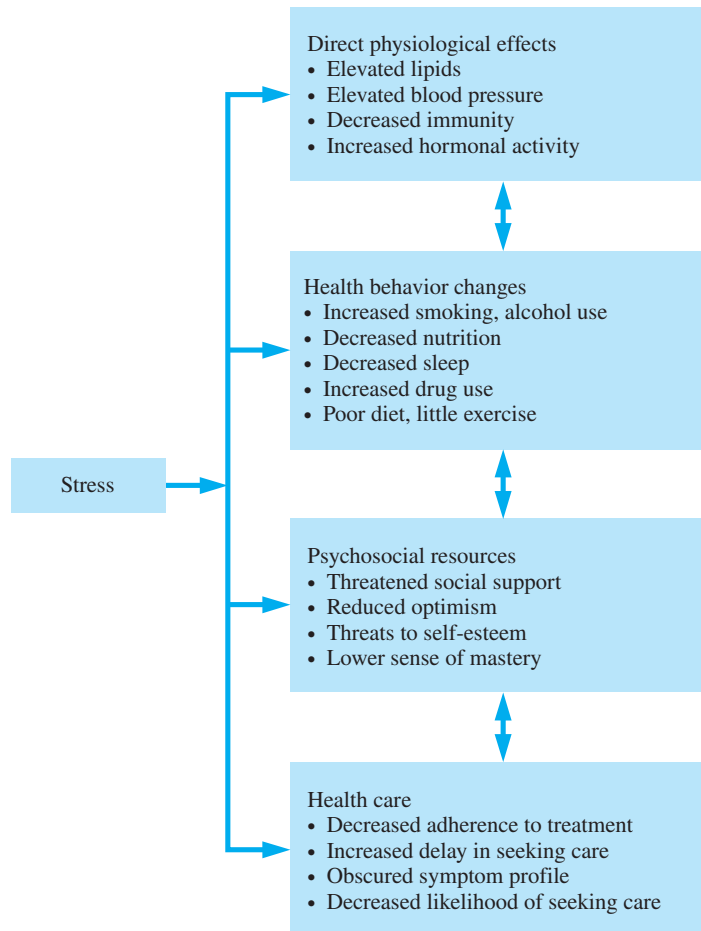 Direct physiological effects
• Elevated lipids
• Elevated blood pressure
• Decreased immunity
• Increased hormonal activity
Health behavior changes
• Increased smoking, alcohol use
• Decreased nutrition
• Decreased sleep
• Increased drug use
• Poor diet, little exercise
Stress
Psychosocial resources
• Threatened social support
• Reduced optimism
• Threats to self-esteem
• Lower sense of mastery
Health care
• Decreased adherence to treatment
• Increased delay in seeking care
• Obscured symptom profile
• Decreased likelihood of seeking care